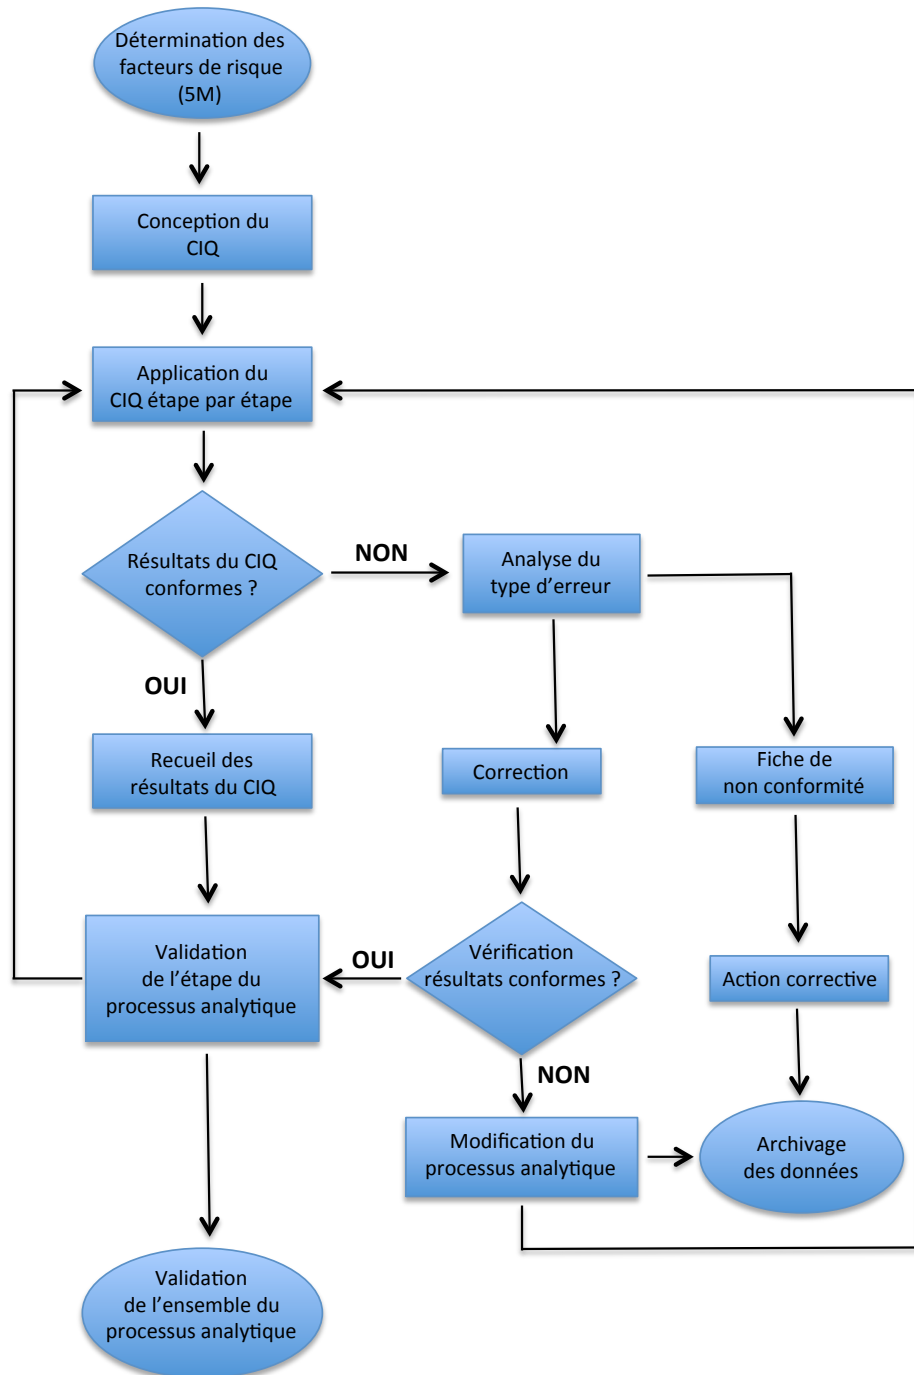 Détermination des
facteurs de risque
(5M)
Conception du
CIQ
Application du
CIQ étape par étape
Résultats du CIQ
conformes ?
NON
Analyse du
type d'erreur
OUI
Recueil des
résultats du CIQ
Correction
Fiche de
non conformité
Validation
de l'étape du
processus analytique
OUI
Vérification
résultats conformes ?
Action corrective
NON
Modification du
processus analytique
Archivage
des données
Validation
de l'ensemble du
processus analytique